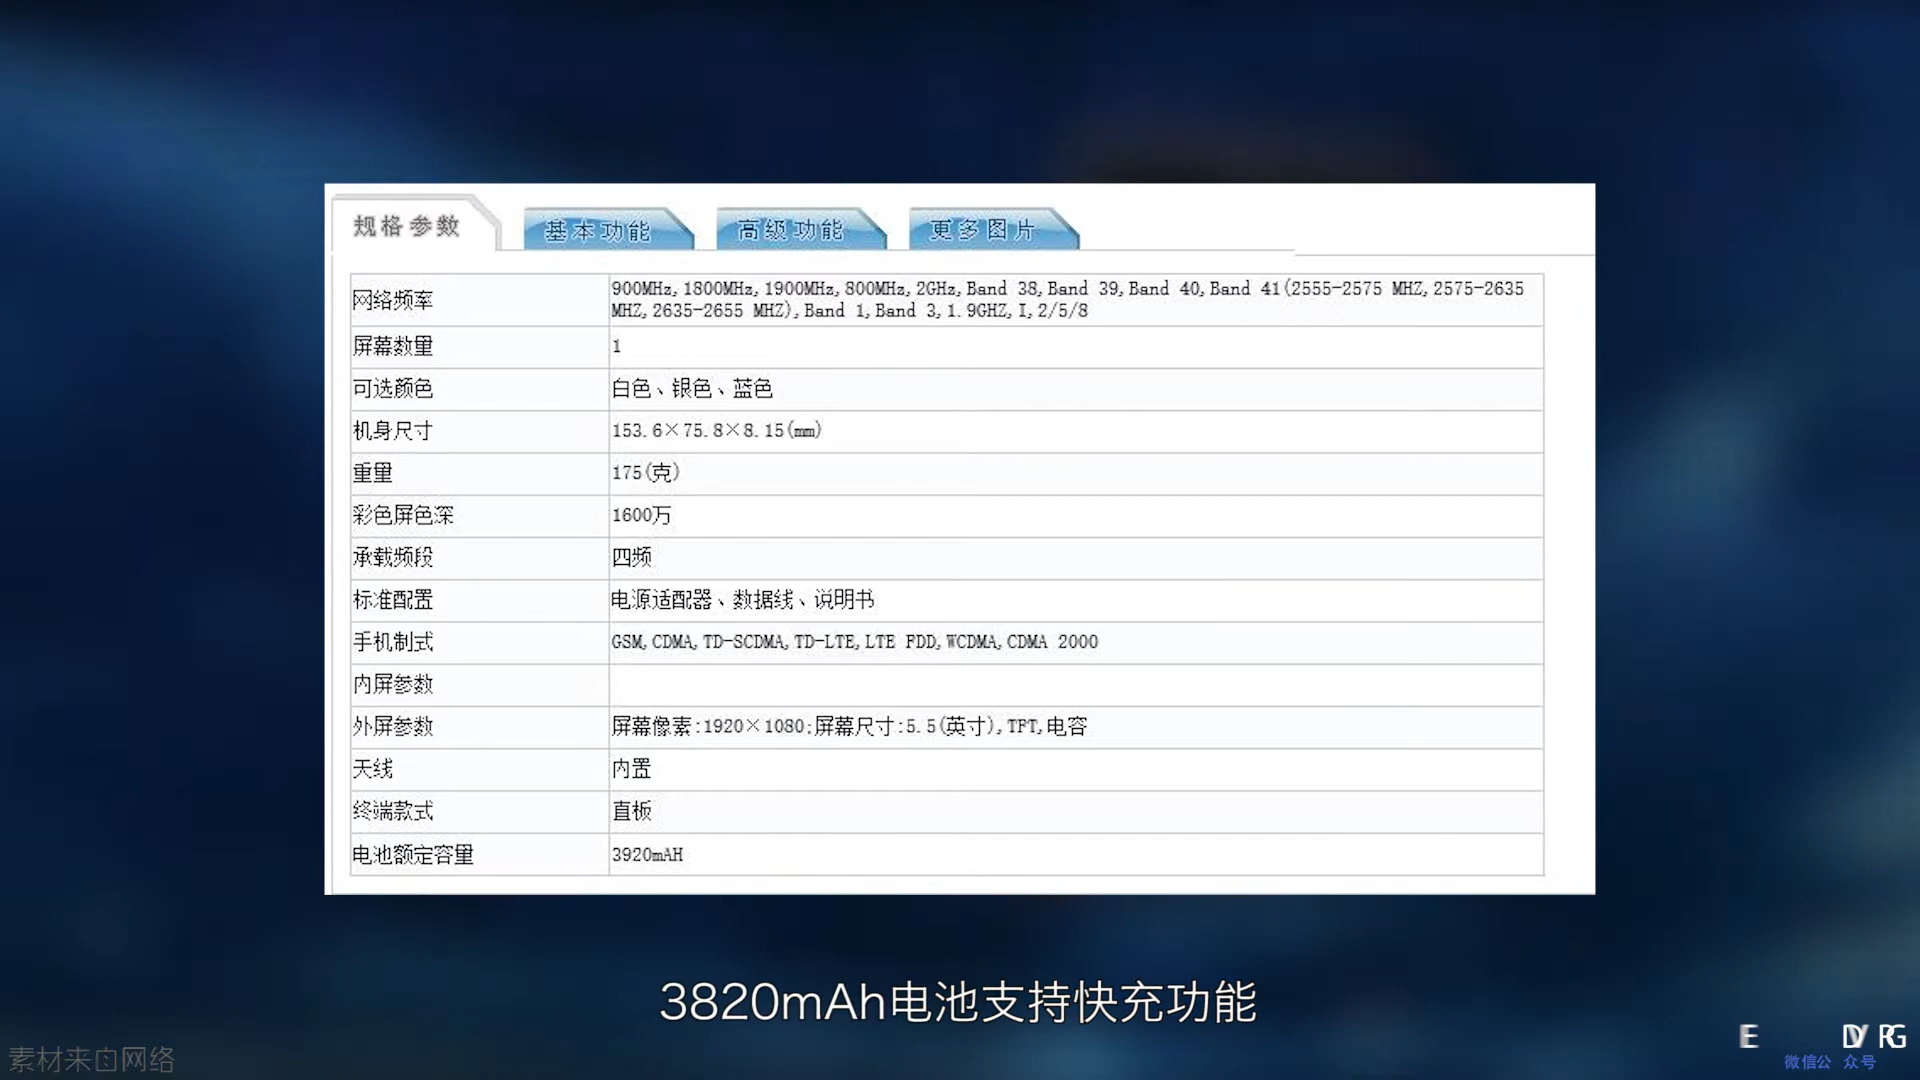 规格参数
基本功能
高级功能
更多图片
网络频率
900MHz,1800MHz,1900MHz,800MHz,2GHz,Band 38,Band 39,Band 40,Band 41(2555-2575 MHZ,2575-2635
MHZ,2635-2655 MHZ),Band 1,Band 3,1.9GHZ,I,2/5/8
屏幕数量
1
可选颜色
白色、银色、蓝色
机身尺寸
153.6×75.8×8.15(mm)
重量
175(克)
彩色屏色深
1600万
承载频段
四频
标准配置
电源适配器、数据线、说明书
手机制式
GSM,CDMA,TD-SCDMA,TD-LTE,LTE FDD,WCDMA,CDMA 2000
内屏参数
外屏参数
屏幕像素:1920×1080;屏幕尺寸:5.5(英寸),TFT,电容
天线
内置
终端款式
直板
电池额定容量
3920mAH
3820mAh电池支持快充功能
素材来自网络
微信公 众号